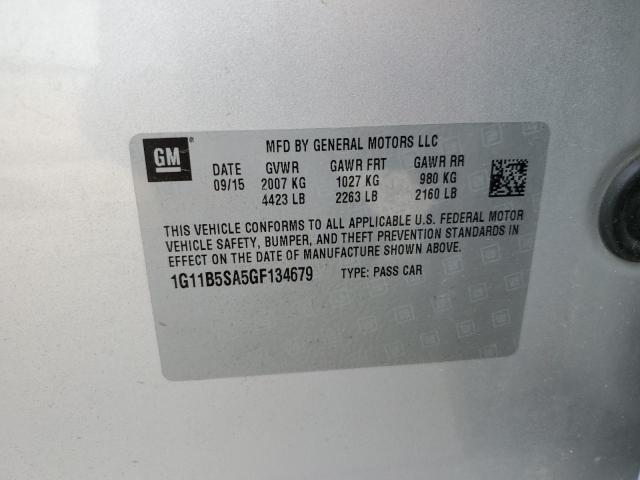 GM
MFD BY GENERAL MOTORS LLC
DATE GVWR GAWR FRT GAWR RR
09/15 2007 KG 1027 KG 980 KG
4423 LB 2263 LB 2160 LB
THIS VEHICLE CONFORMS TO ALL APPLICABLE U.S. FEDERAL MOTOR
VEHICLE SAFETY, BUMPER, AND THEFT PREVENTION STANDARDS IN
EFFECT ON THE DATE OF MANUFACTURE SHOWN ABOVE.
1G11B5SA5GF134679 TYPE: PASS CAR